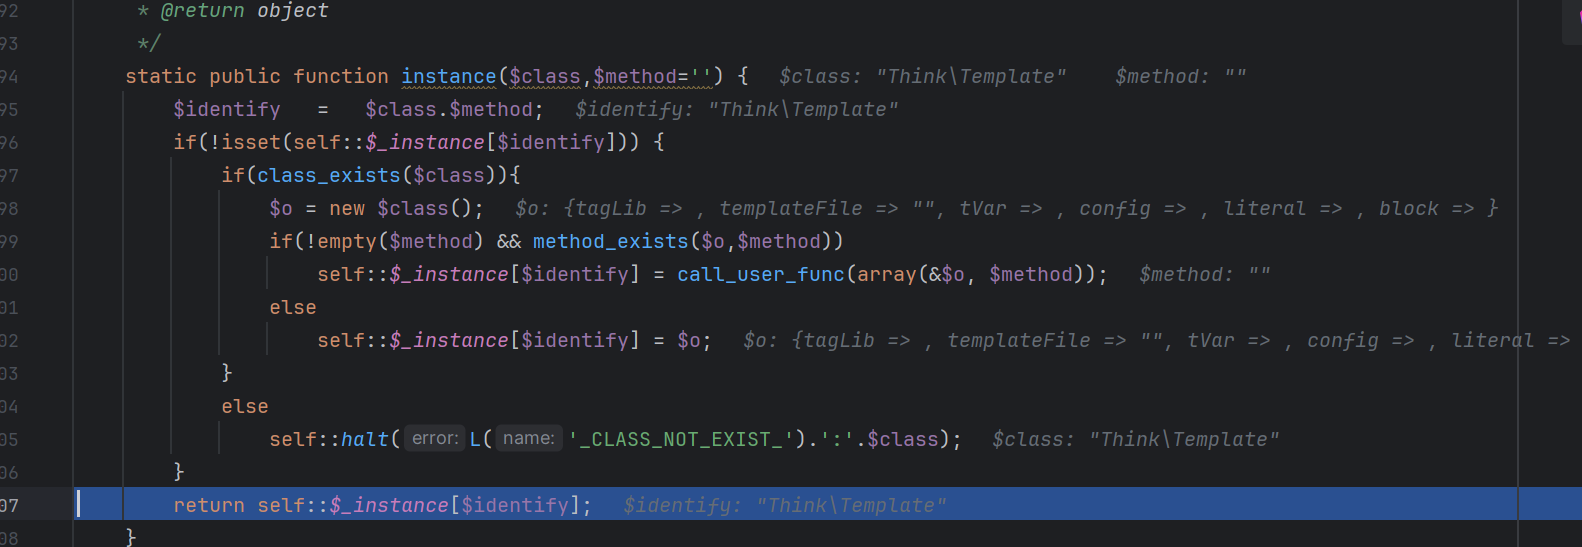 92 * @return object
93 */
94 static public function instance($class,$method='') { $class: "Think\Template" $method: ""
95 $identify = $class.$method; $identify: "Think\Template"
96 if(!isset(self::$_instance[$identify])) {
97 if(class_exists($class)){
98 $o = new $class(); $o: {tagLib => , templateFile => "", tVar => , config => , literal => , block => }
99 if(!empty($method) && method_exists($o,$method))
00 self::$_instance[$identify] = call_user_func(array(&$o, $method)); $method: ""
01 else
02 self::$_instance[$identify] = $o; $o: {tagLib => , templateFile => "", tVar => , config => , literal =>
03 }
04 else
05 self::halt( error: L( name: '_CLASS_NOT_EXIST_').':'.$class); $class: "Think\Template"
06 }
07 return self::$_instance[$identify]; $identify: "Think\Template"
08 }